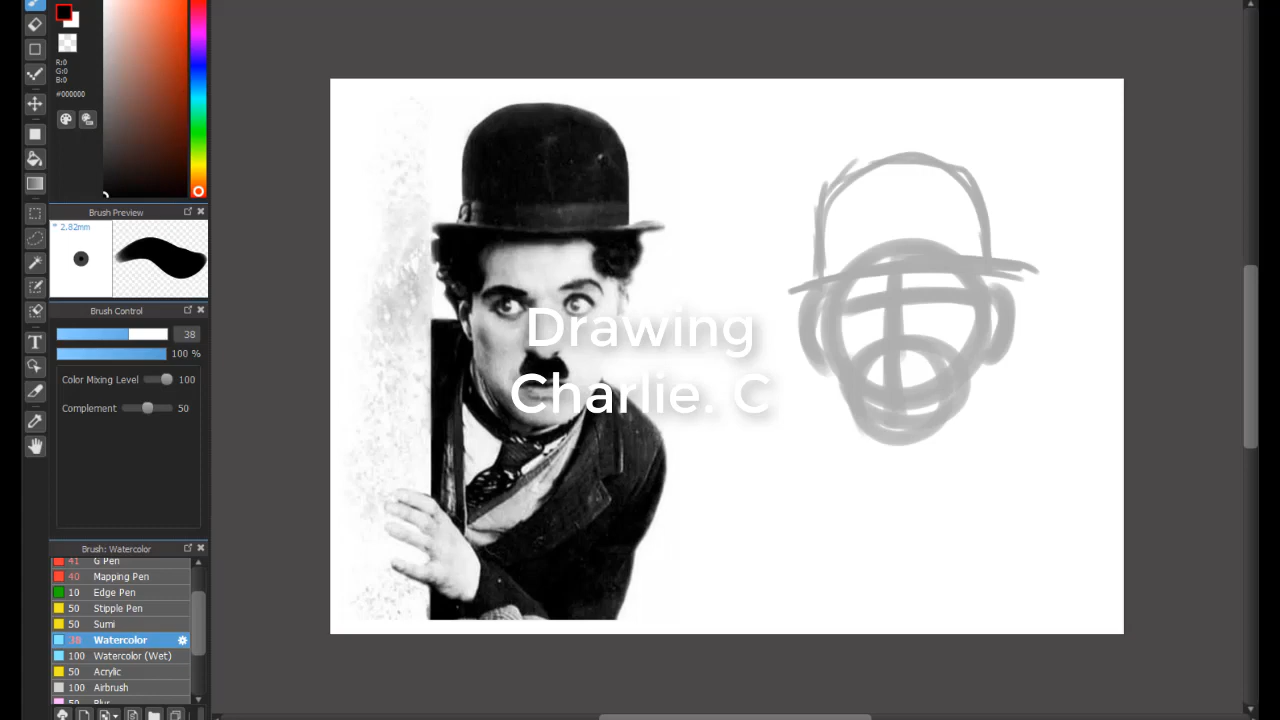 R:0
G:0
B:0
#000000
Brush Preview
* 2.82mm
Brush Control
38
100 %
Color Mixing Level 100
Complement 50
Brush: Watercolor
41 G Pen
40 Mapping Pen
10 Edge Pen
50 Stipple Pen
50 Sumi
38 Watercolor
100 Watercolor (Wet)
50 Acrylic
100 Airbrush
50 Blur
Drawing
Charlie. C